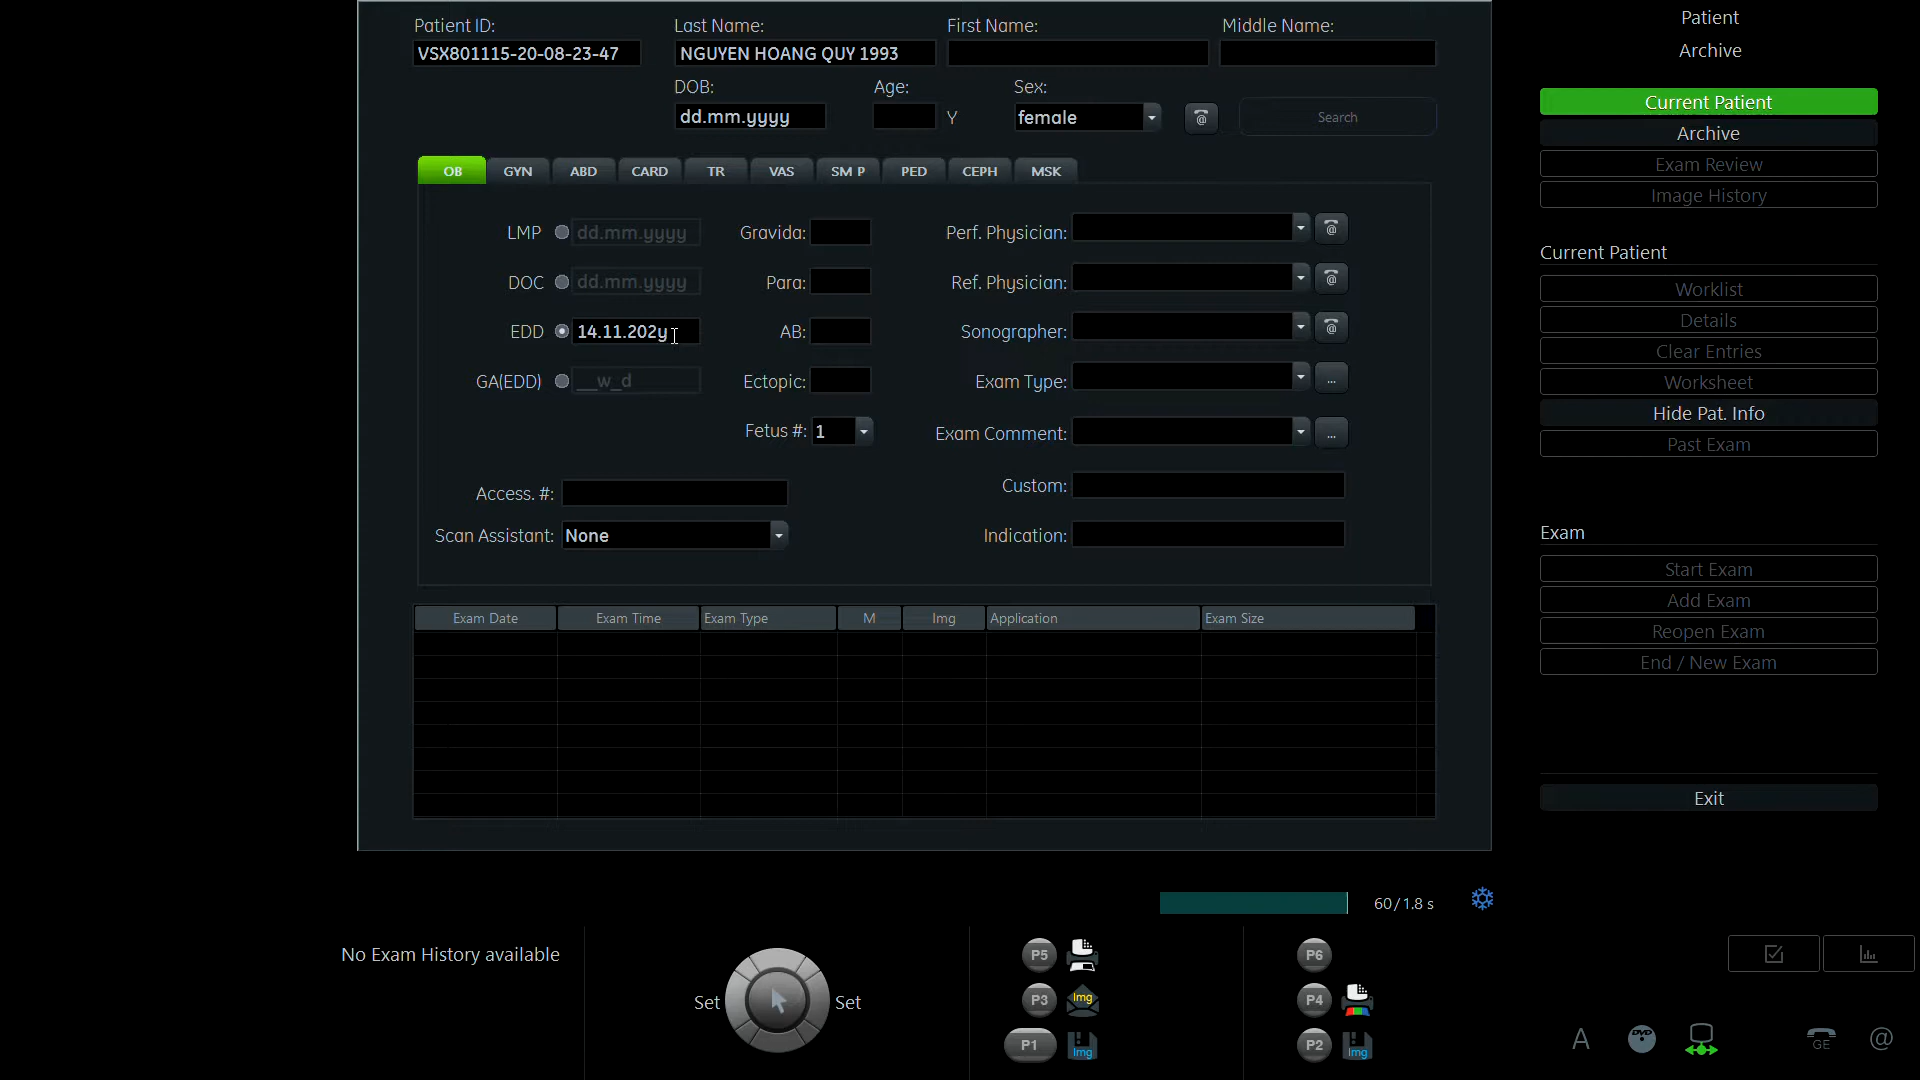 Patient ID: Last Name: First Name: Middle Name:
VSX801115-20-08-23-47 NGUYEN HOANG QUY 1993
DOB: Age: Sex:
dd.mm.yyyy Y female Search
OB GYN ABD CARD TR VAS SM P PED CEPH MSK
LMP dd.mm.yyyy Gravida: Perf. Physician:
DOC dd.mm.yyyy Para: Ref. Physician:
EDD 14.11.202y AB: Sonographer:
GA(EDD) __w_d Ectopic: Exam Type: ...
Fetus #: 1 Exam Comment: ...
Access. #: Custom:
Scan Assistant: None Indication:
Exam Date Exam Time Exam Type M Img Application Exam Size
Patient
Archive
Current Patient
Archive
Exam Review
Image History
Current Patient
Worklist
Details
Clear Entries
Worksheet
Hide Pat. Info
Past Exam
Exam
Start Exam
Add Exam
Reopen Exam
End / New Exam
Exit
60/1.8 s
No Exam History available
Set Set
P5 P6
P3 Img P4
P1 Img P2 Img
A DVD GE @